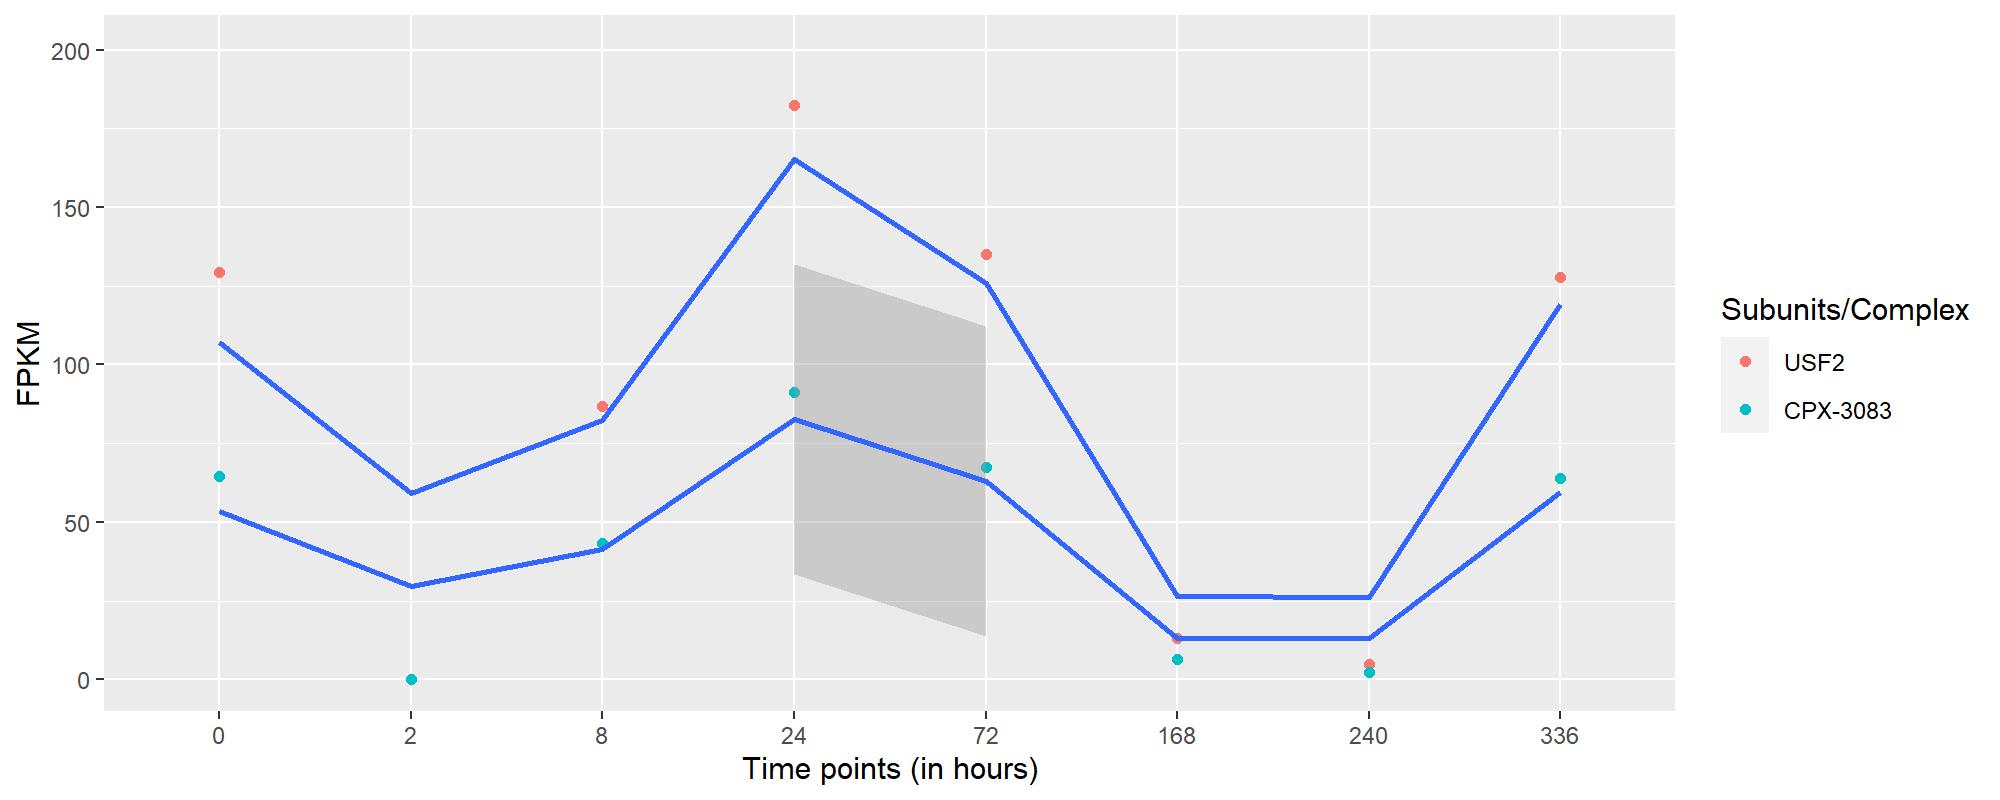 200
150
100
50
0
FPKM
0 2 8 24 72 168 240 336
Time points (in hours)
Subunits/Complex
USF2
CPX-3083